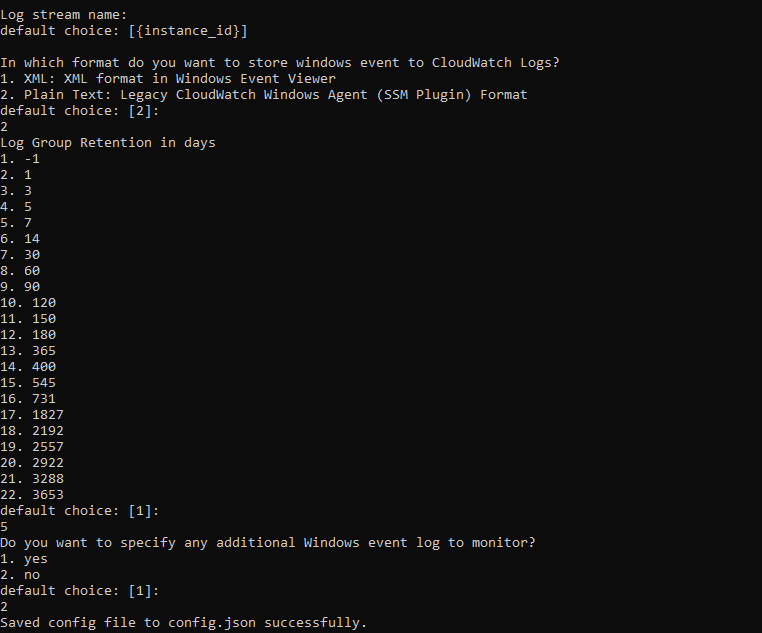 Log stream name:
default choice: [{instance_id}]
In which format do you want to store windows event to CloudWatch Logs?
1. XML: XML format in Windows Event Viewer
2. Plain Text: Legacy CloudWatch Windows Agent (SSM Plugin) Format
default choice: [2]:
2
Log Group Retention in days
1. -1
2. 1
3. 3
4. 5
5. 7
6. 14
7. 30
8. 60
9. 90
10. 120
11. 150
12. 180
13. 365
14. 400
15. 545
16. 731
17. 1827
18. 2192
19. 2557
20. 2922
21. 3288
22. 3653
default choice: [1]:
5
Do you want to specify any additional Windows event log to monitor?
1. yes
2. no
default choice: [1]:
2
Saved config file to config.json successfully.